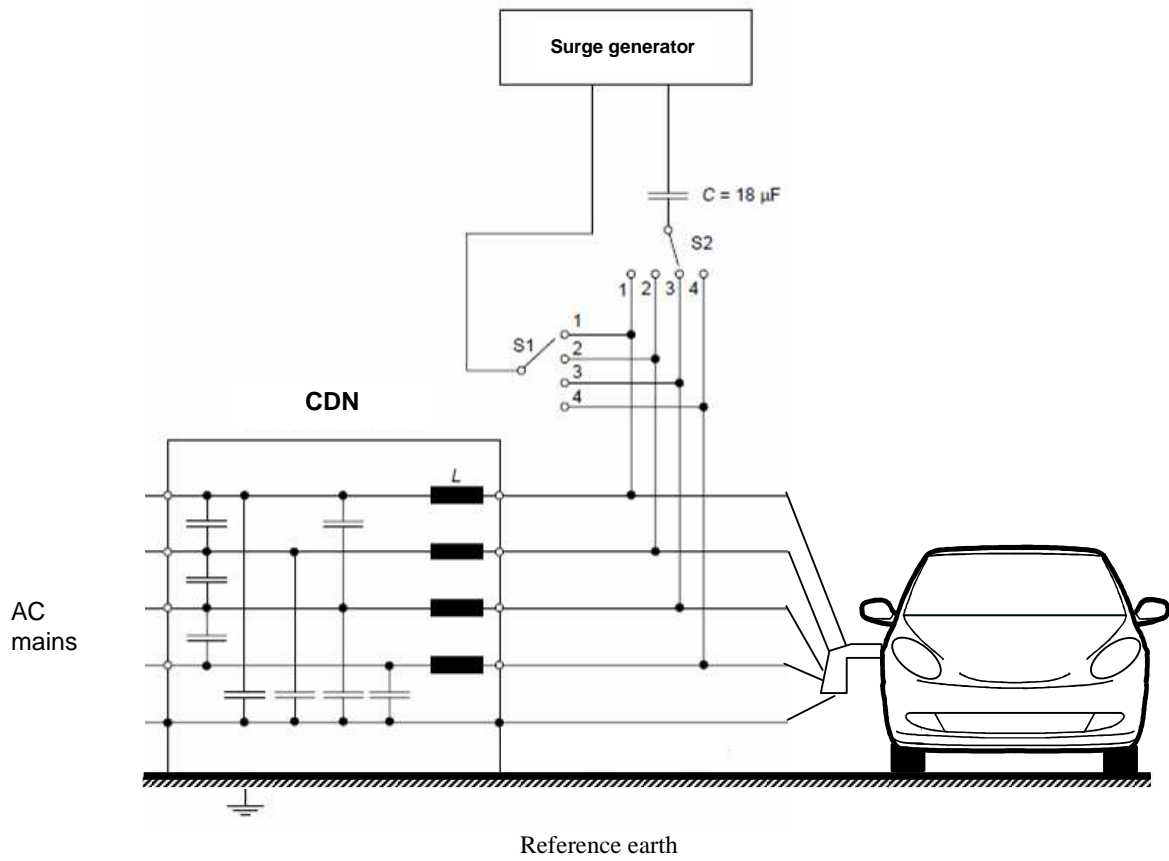 Surge generator
C = 18 µF
S2
1 2 3 4
1
S1
2
3
4
CDN
L
AC
mains
Reference earth